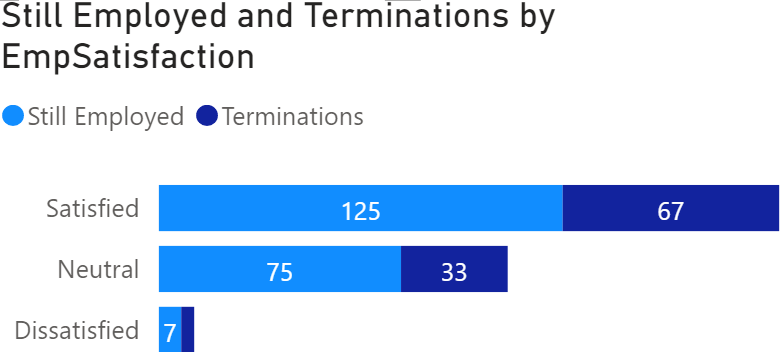 Still Employed and Terminations by
EmpSatisfaction
Still Employed Terminations
Satisfied 125 67
Neutral 75 33
Dissatisfied 7